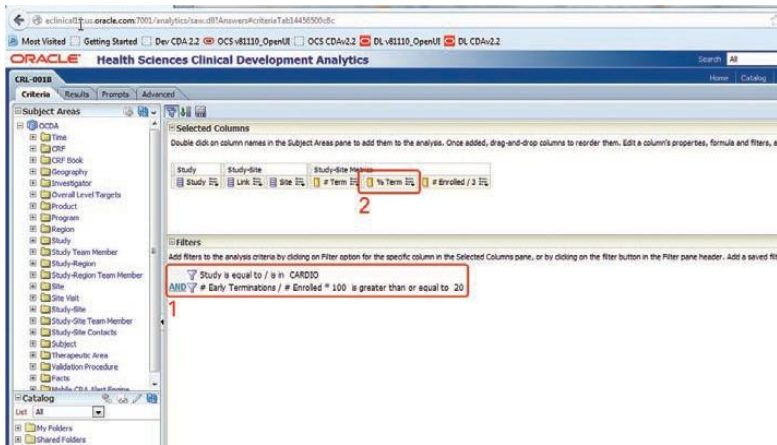 eclinical1 us.oracle.com:7001/analytics/saw.dll?Answers#criteriaTab14456500c8c
Most Visited Getting Started Dev CDA 2.2 OCS v81110_OpenUI OCS CDAv2.2 DL v81110_OpenUI DL CDAv2.2
ORACLE Health Sciences Clinical Development Analytics Search All
CRL-001B Home Catalog
Criteria Results Prompts Advanced
Subject Areas
OCDA
Time
CRF
CRF Book
Geography
Investigator
Overall Level Targets
Product
Program
Region
Study
Study Team Member
Study-Region
Study-Region Team Member
Site
Site Visit
Study-Site
Study-Site Team Member
Study-Site Contacts
Subject
Therapeutic Area
Validation Procedure
Facts
Mobile CDA Alert Engine
Catalog
List All
My Folders
Shared Folders
Selected Columns
Double click on column names in the Subject Areas pane to add them to the analysis. Once added, drag-and-drop columns to reorder them. Edit a column's properties, formula and filters, a
Study Study-Site Study-Site Metrics
Study Link Site # Term % Term # Enrolled / 3
2
Filters
Add filters to the analysis criteria by clicking on Filter option for the specific column in the Selected Columns pane, or by clicking on the filter button in the Filter pane header. Add a saved filt
Study is equal to / is in CARDIO
AND # Early Terminations / # Enrolled * 100 is greater than or equal to 20
1